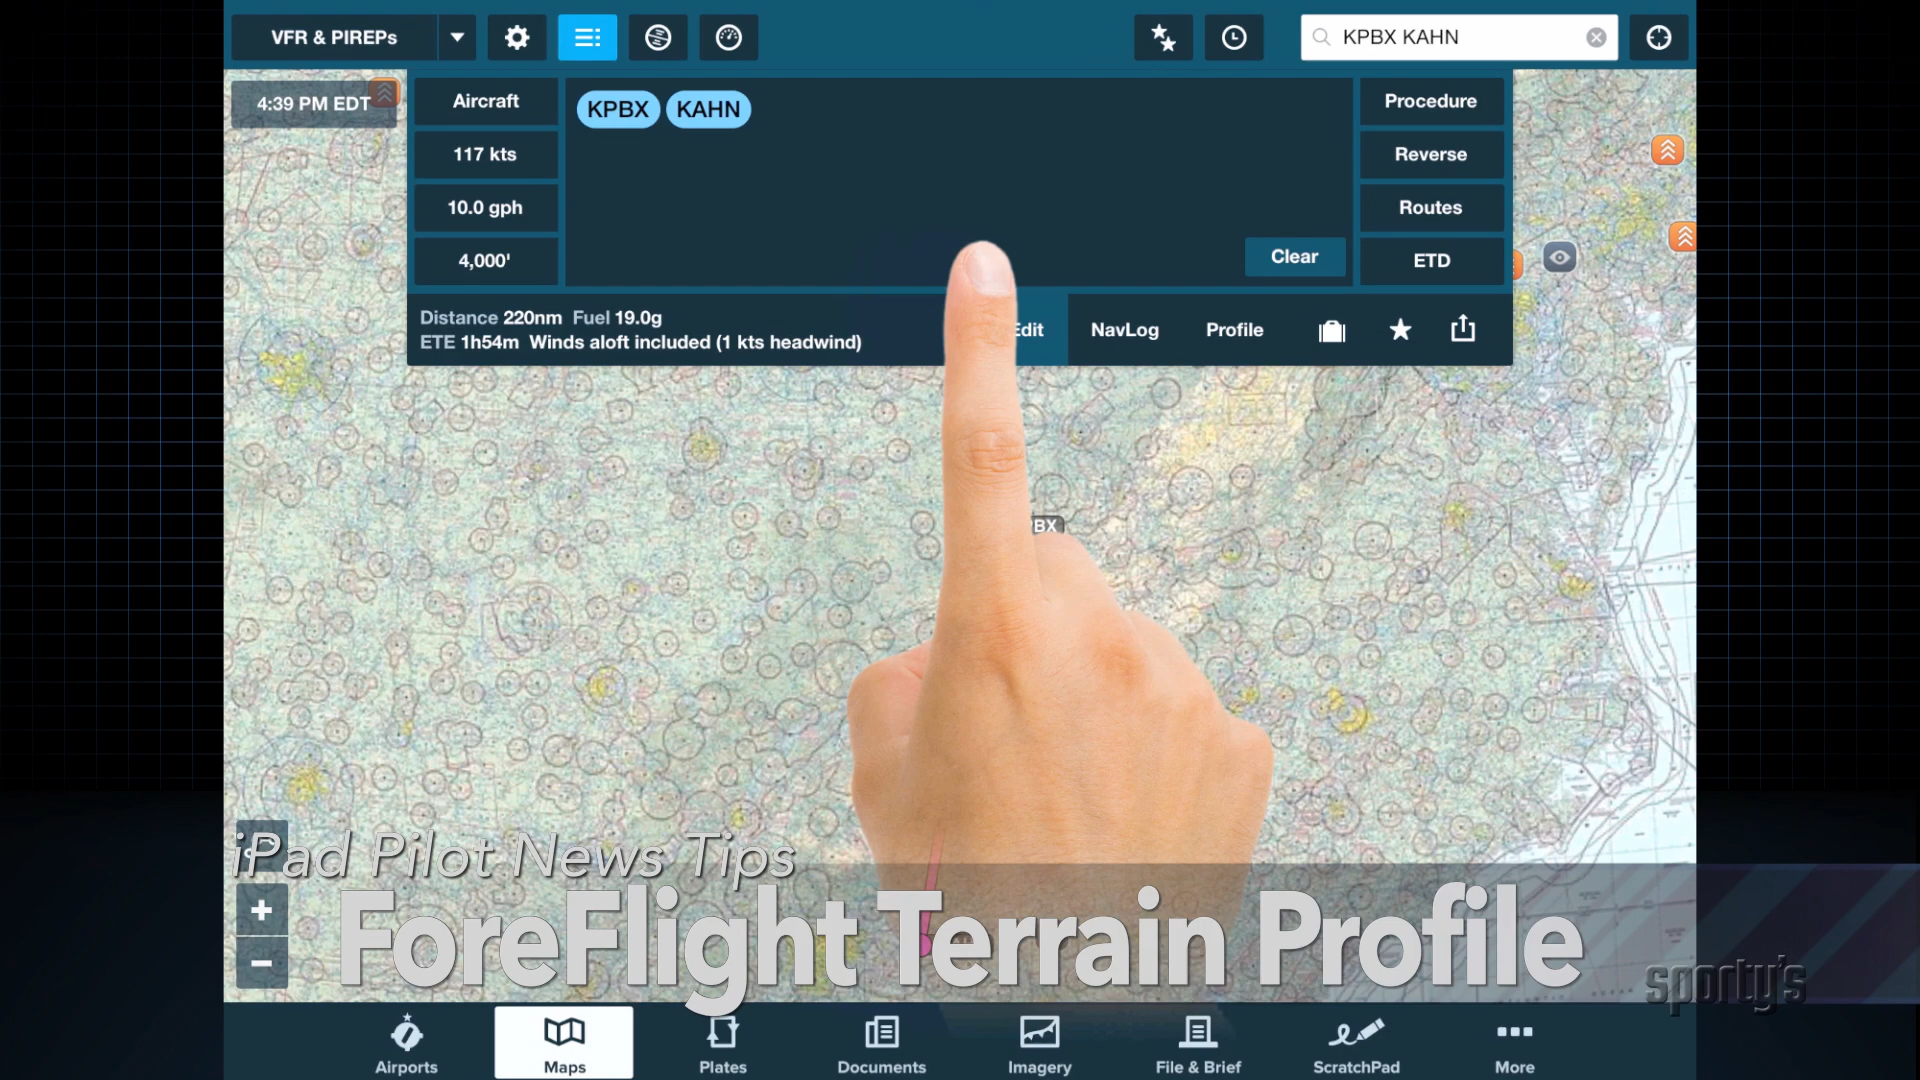 VFR & PIREPs
KPBX KAHN
4:39 PM EDT
Aircraft
KPBX KAHN
Procedure
117 kts
Reverse
10.0 gph
Routes
4,000'
Clear
ETD
Distance 220nm Fuel 19.0g
ETE 1h54m Winds aloft included (1 kts headwind)
Edit
NavLog
Profile
PBX
iPad Pilot News Tips
ForeFlight Terrain Profile
+
−
sporty's
Airports
Maps
Plates
Documents
Imagery
File & Brief
ScratchPad
More